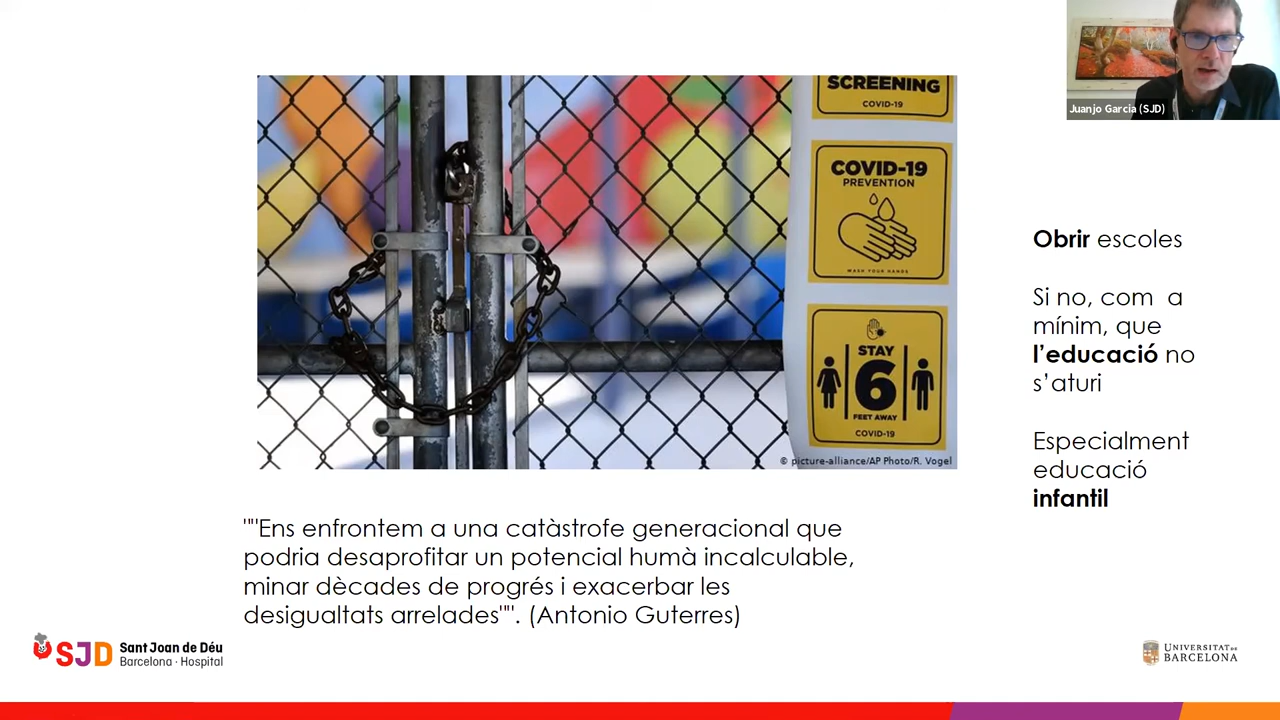 Juanjo Garcia (SJD)
SCREENING
COVID-19
COVID-19
PREVENTION
WASH YOUR HANDS
STAY
6
FEET AWAY
COVID-19
© picture-alliance/AP Photo/R. Vogel
Obrir escoles
Si no, com a
mínim, que
l'educació no
s'aturi
Especialment
educació
infantil
""Ens enfrontem a una catàstrofe generacional que
podria desaprofitar un potencial humà incalculable,
minar dècades de progrés i exacerbar les
desigualtats arrelades"". (Antonio Guterres)
SJD Sant Joan de Déu
Barcelona · Hospital
UNIVERSITAT DE
BARCELONA